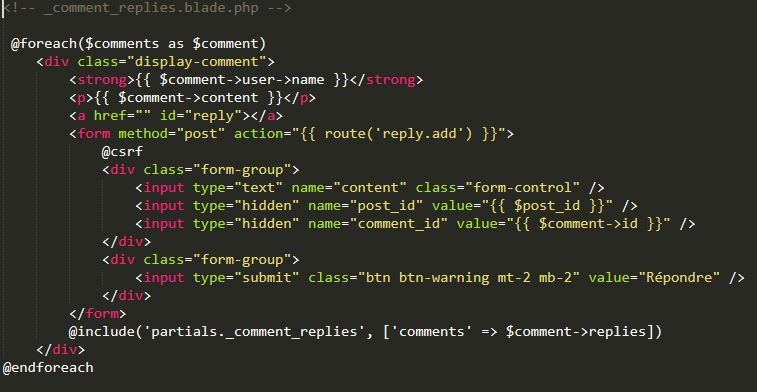 <!-- _comment_replies.blade.php -->
@foreach($comments as $comment)
<div class="display-comment">
<strong>{{ $comment->user->name }}</strong>
<p>{{ $comment->content }}</p>
<a href="" id="reply"></a>
<form method="post" action="{{ route('reply.add') }}">
@csrf
<div class="form-group">
<input type="text" name="content" class="form-control" />
<input type="hidden" name="post_id" value="{{ $post_id }}" />
<input type="hidden" name="comment_id" value="{{ $comment->id }}" />
</div>
<div class="form-group">
<input type="submit" class="btn btn-warning mt-2 mb-2" value="Répondre" />
</div>
</form>
@include('partials._comment_replies', ['comments' => $comment->replies])
</div>
@endforeach